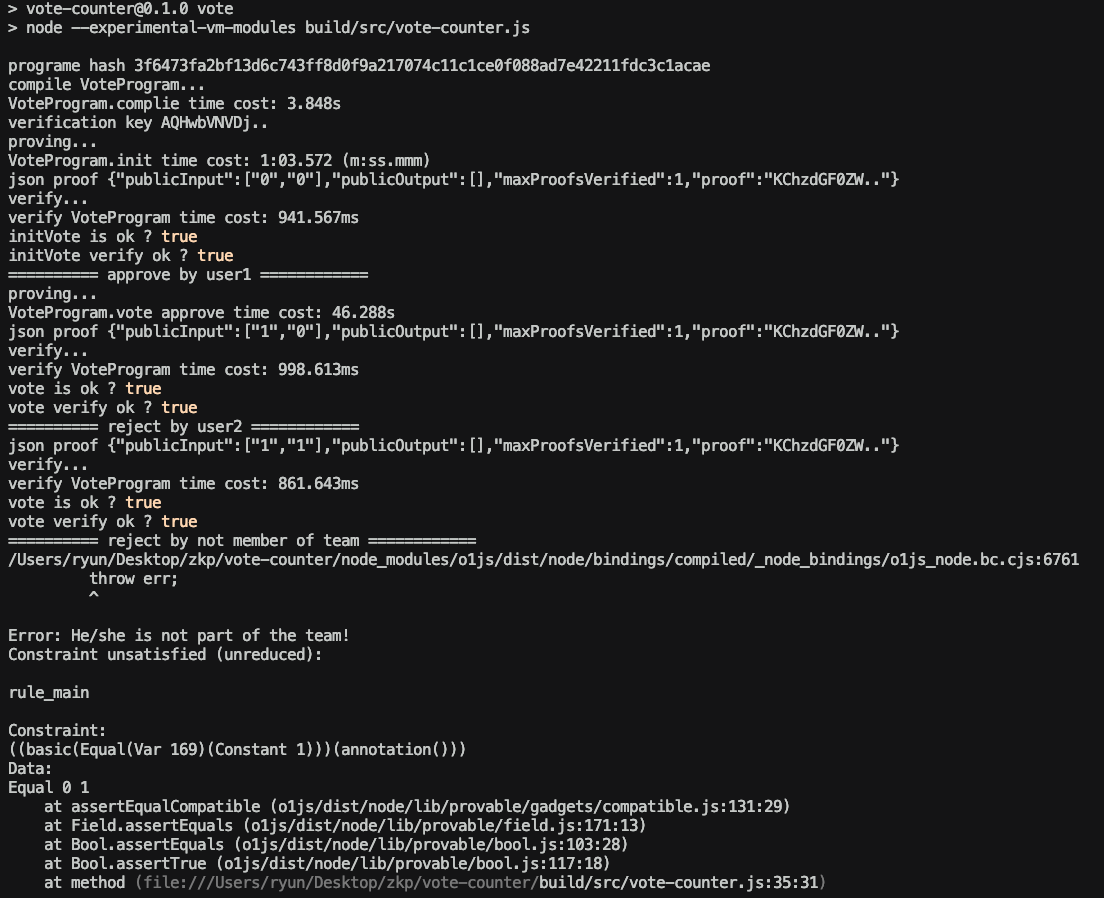 > vote-counter@0.1.0 vote
> node --experimental-vm-modules build/src/vote-counter.js
programe hash 3f6473fa2bf13d6c743ff8d0f9a217074c11c1ce0f088ad7e42211fdc3c1acae
compile VoteProgram...
VoteProgram.complie time cost: 3.848s
verification key AQHwbVNVDj..
proving...
VoteProgram.init time cost: 1:03.572 (m:ss.mmm)
json proof {"publicInput":["0","0"],"publicOutput":[],"maxProofsVerified":1,"proof":"KChzdGF0ZW.."}
verify...
verify VoteProgram time cost: 941.567ms
initVote is ok ? true
initVote verify ok ? true
========== approve by user1 ============
proving...
VoteProgram.vote approve time cost: 46.288s
json proof {"publicInput":["1","0"],"publicOutput":[],"maxProofsVerified":1,"proof":"KChzdGF0ZW.."}
verify...
verify VoteProgram time cost: 998.613ms
vote is ok ? true
vote verify ok ? true
========== reject by user2 ============
json proof {"publicInput":["1","1"],"publicOutput":[],"maxProofsVerified":1,"proof":"KChzdGF0ZW.."}
verify...
verify VoteProgram time cost: 861.643ms
vote is ok ? true
vote verify ok ? true
========== reject by not member of team ============
/Users/ryun/Desktop/zkp/vote-counter/node_modules/o1js/dist/node/bindings/compiled/_node_bindings/o1js_node.bc.cjs:6761
throw err;
^
Error: He/she is not part of the team!
Constraint unsatisfied (unreduced):
rule_main
Constraint:
((basic(Equal(Var 169)(Constant 1)))(annotation()))
Data:
Equal 0 1
at assertEqualCompatible (o1js/dist/node/lib/provable/gadgets/compatible.js:131:29)
at Field.assertEquals (o1js/dist/node/lib/provable/field.js:171:13)
at Bool.assertEquals (o1js/dist/node/lib/provable/bool.js:103:28)
at Bool.assertTrue (o1js/dist/node/lib/provable/bool.js:117:18)
at method (file:///Users/ryun/Desktop/zkp/vote-counter/build/src/vote-counter.js:35:31)